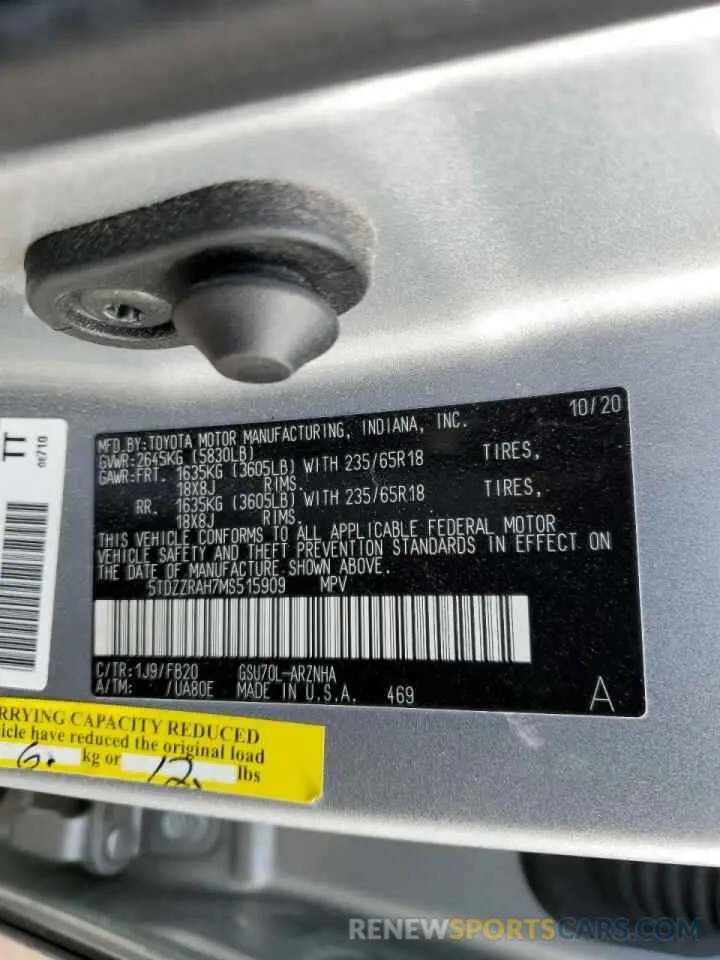 10/20
MFD BY:TOYOTA MOTOR MANUFACTURING, INDIANA, INC.
GVWR:2645KG (5830LB)
GAWR:FRT. 1635KG (3605LB) WITH 235/65R18 TIRES,
18X8J RIMS.
RR. 1635KG (3605LB) WITH 235/65R18 TIRES,
18X8J RIMS.
THIS VEHICLE CONFORMS TO ALL APPLICABLE FEDERAL MOTOR
VEHICLE SAFETY AND THEFT PREVENTION STANDARDS IN EFFECT ON
THE DATE OF MANUFACTURE SHOWN ABOVE.
5TDZZRAH7MS515909 MPV
C/TR:1J9/FB20 GSU70L-ARZNHA
A/TM: /UA80E MADE IN U.S.A. 469 A
TT
RRYING CAPACITY REDUCED
icle have reduced the original load
6. kg or 12. lbs
RENEWSPORTSCARS.COM